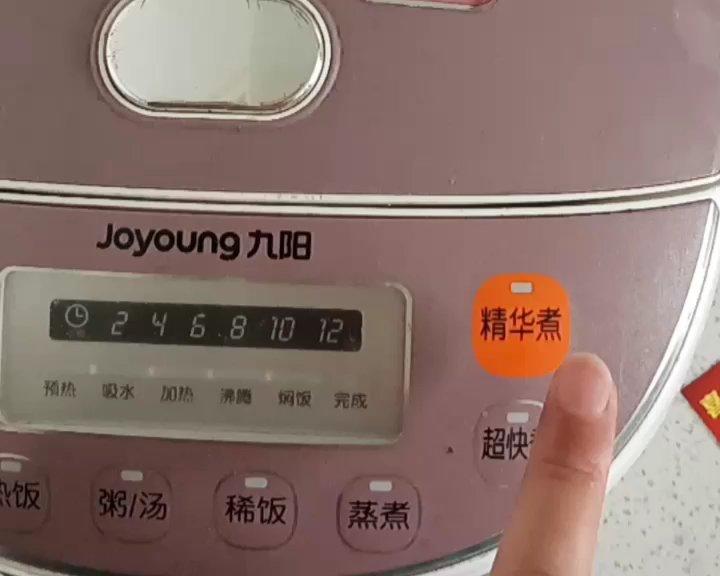 Joyoung 九阳
2 4 6 8 10 12
精华煮
预热 吸水 加热 沸腾 焖饭 完成
超快
热饭 粥/汤 稀饭 蒸煮